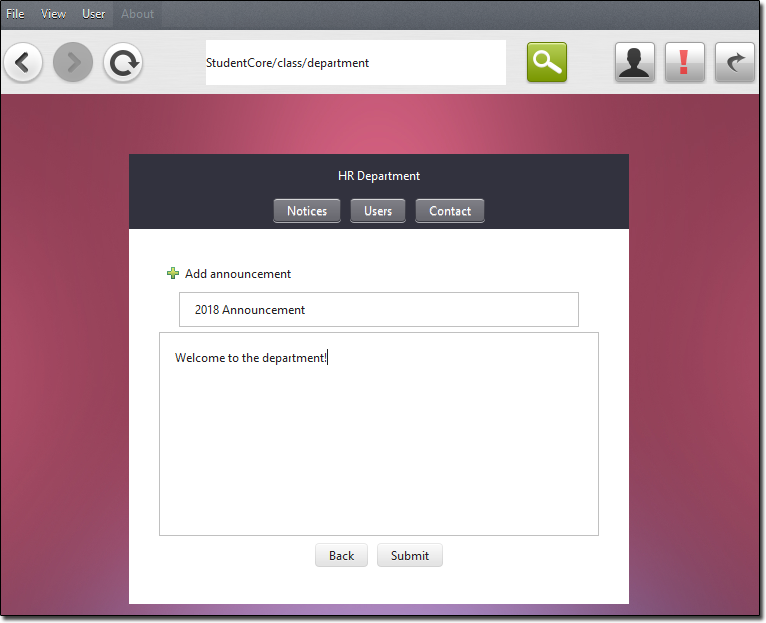 File View User About
StudentCore/class/department
HR Department
Notices Users Contact
Add announcement
2018 Announcement
Welcome to the department!
Back Submit